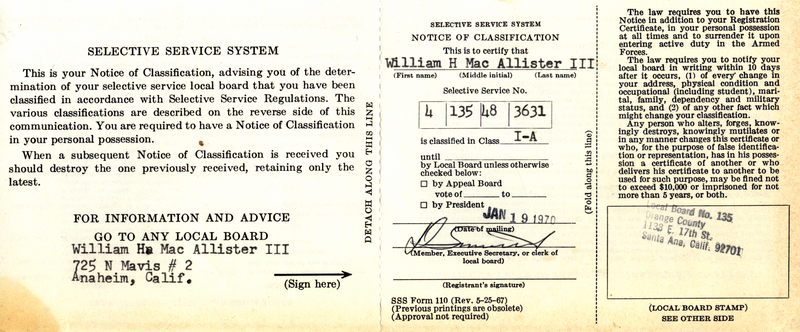 SELECTIVE SERVICE SYSTEM
This is your Notice of Classification, advising you of the deter-
mination of your selective service local board that you have been
classified in accordance with Selective Service Regulations. The
various classifications are described on the reverse side of this
communication. You are required to have a Notice of Classification
in your personal possession.
When a subsequent Notice of Classification is received you
should destroy the one previously received, retaining only the
latest.
FOR INFORMATION AND ADVICE
GO TO ANY LOCAL BOARD
William H Mac Allister III
725 N Mavis # 2
Anaheim, Calif.
(Sign here)
DETACH ALONG THIS LINE
SELECTIVE SERVICE SYSTEM
NOTICE OF CLASSIFICATION
This is to certify that
William H Mac Allister III
(First name) (Middle initial) (Last name)
Selective Service No.
4 135 48 3631
is classified in Class I-A
until
by Local Board unless otherwise
checked below:
☐ by Appeal Board
vote of ______ to ______
☐ by President
JAN 19 1970
(Date of mailing)
(Member, Executive Secretary, or clerk of
local board)
(Registrant's signature)
SSS Form 110 (Rev. 5-25-67)
(Previous printings are obsolete)
(Approval not required)
(Fold along this line)
The law requires you to have this
Notice in addition to your Registration
Certificate, in your personal possession
at all times and to surrender it upon
entering active duty in the Armed
Forces.
The law requires you to notify your
local board in writing within 10 days
after it occurs, (1) of every change in
your address, physical condition and
occupational (including student), mari-
tal, family, dependency and military
status, and (2) of any other fact which
might change your classification.
Any person who alters, forges, know-
ingly destroys, knowingly mutilates or
in any manner changes this certificate or
who, for the purpose of false identifica-
tion or representation, has in his posses-
sion a certificate of another or who
delivers his certificate to another to be
used for such purpose, may be fined not
to exceed $10,000 or imprisoned for not
more than 5 years, or both.
Local Board No. 135
Orange County
1138 E. 17th St.
Santa Ana, Calif. 92701
(LOCAL BOARD STAMP)
SEE OTHER SIDE